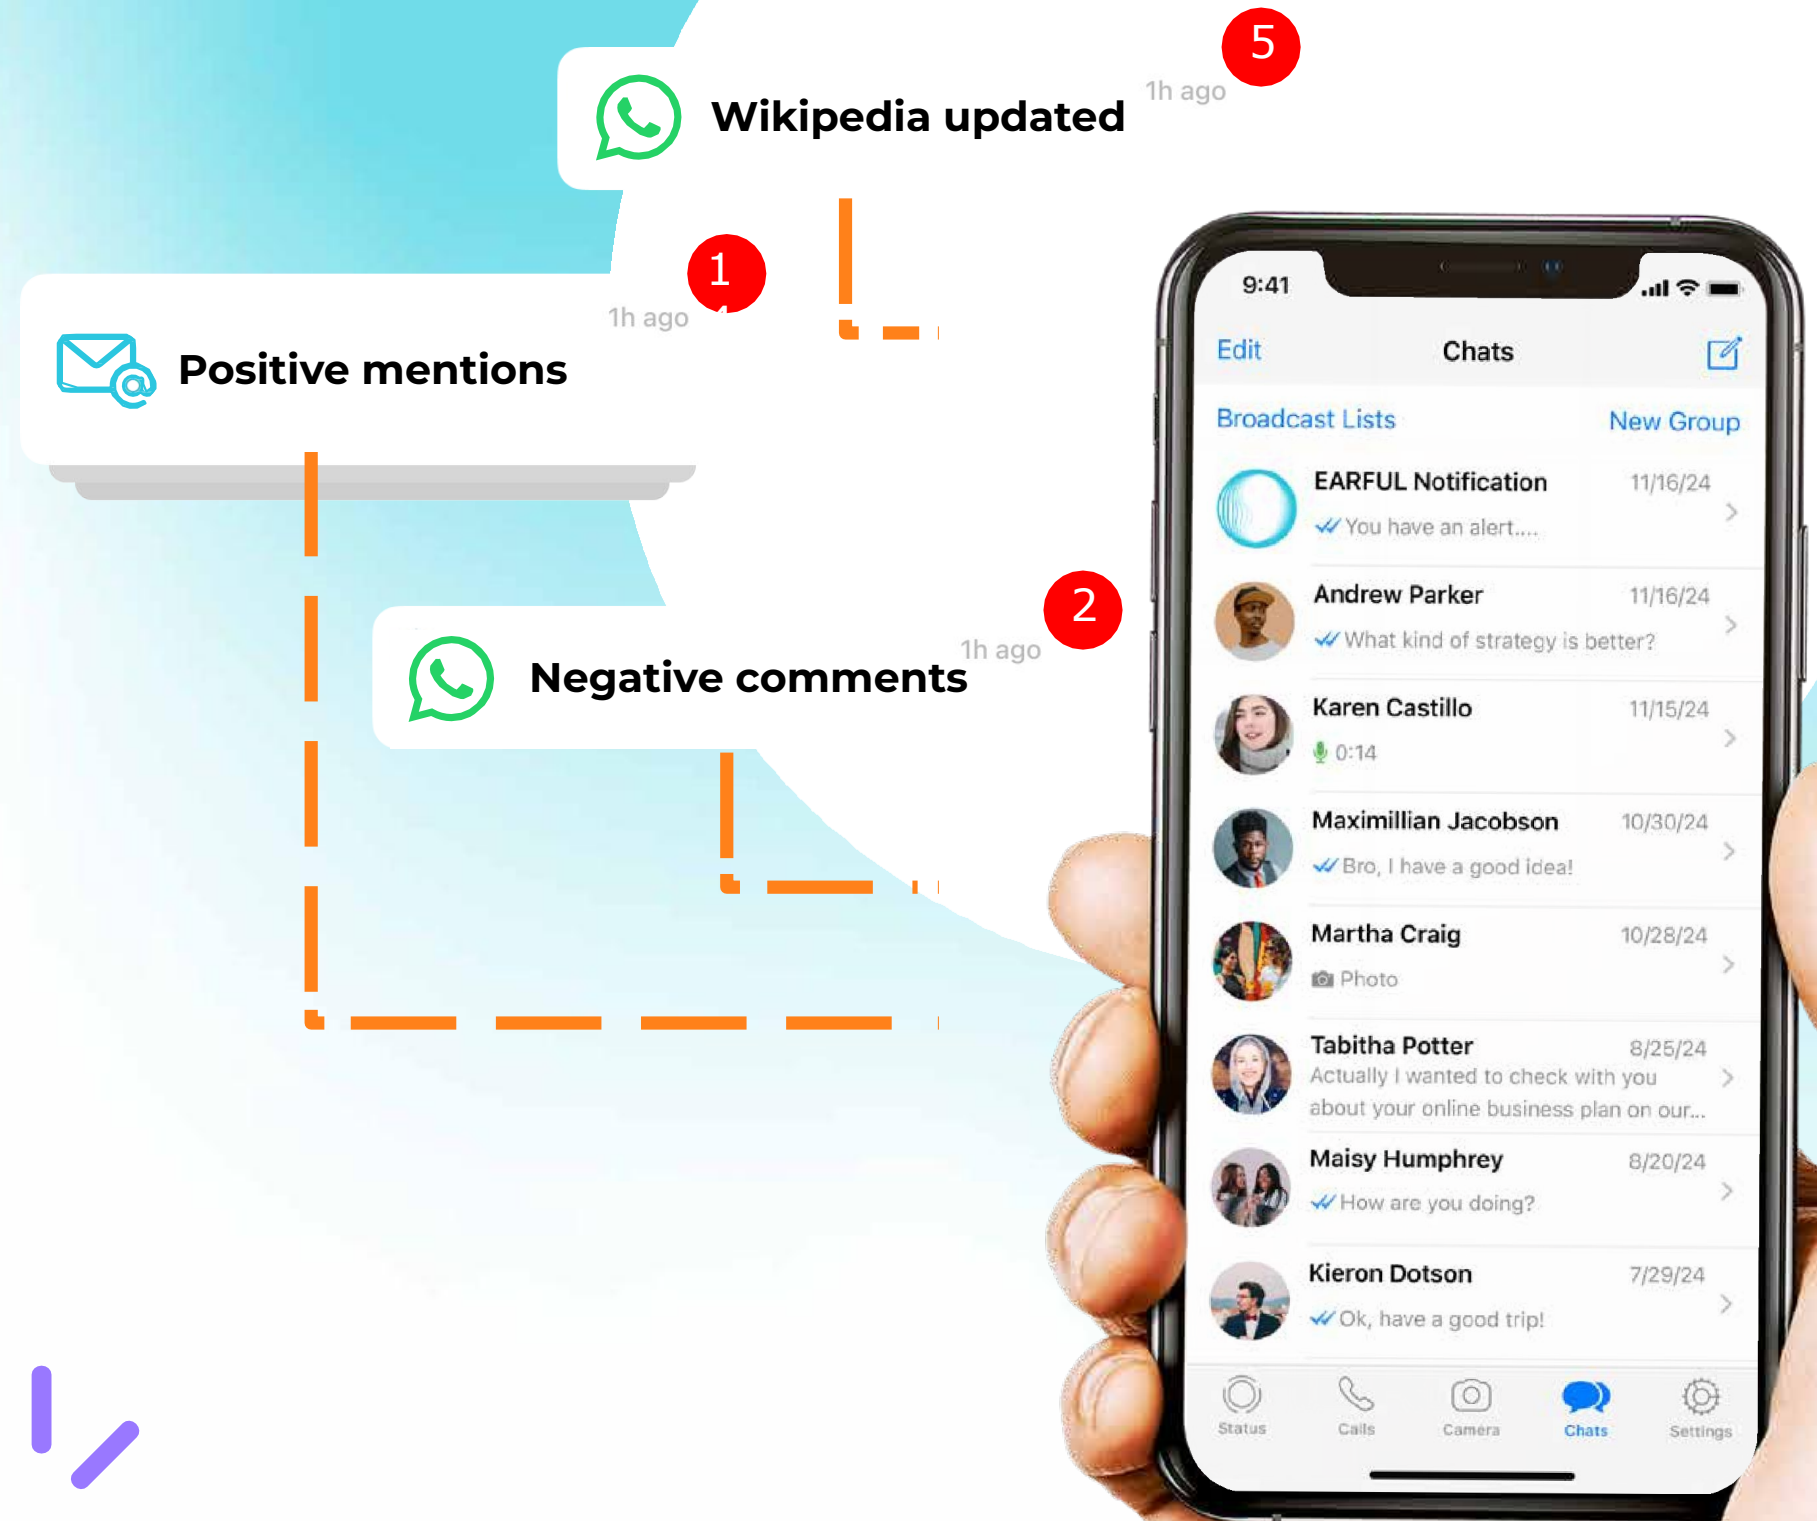 5
1h ago
Wikipedia updated
1
1h ago
Positive mentions
2
1h ago
Negative comments
9:41
Edit
Chats
Broadcast Lists
New Group
EARFUL Notification
11/16/24
You have an alert....
Andrew Parker
11/16/24
What kind of strategy is better?
Karen Castillo
11/15/24
0:14
Maximillian Jacobson
10/30/24
Bro, I have a good idea!
Martha Craig
10/28/24
Photo
Tabitha Potter
8/25/24
Actually I wanted to check with you
about your online business plan on our...
Maisy Humphrey
8/20/24
How are you doing?
Kieron Dotson
7/29/24
Ok, have a good trip!
Status
Calls
Camera
Chats
Settings